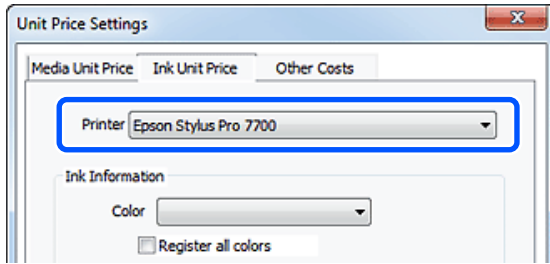 Unit Price Settings
Media Unit Price Ink Unit Price Other Costs
Printer Epson Stylus Pro 7700
Ink Information
Color
Register all colors